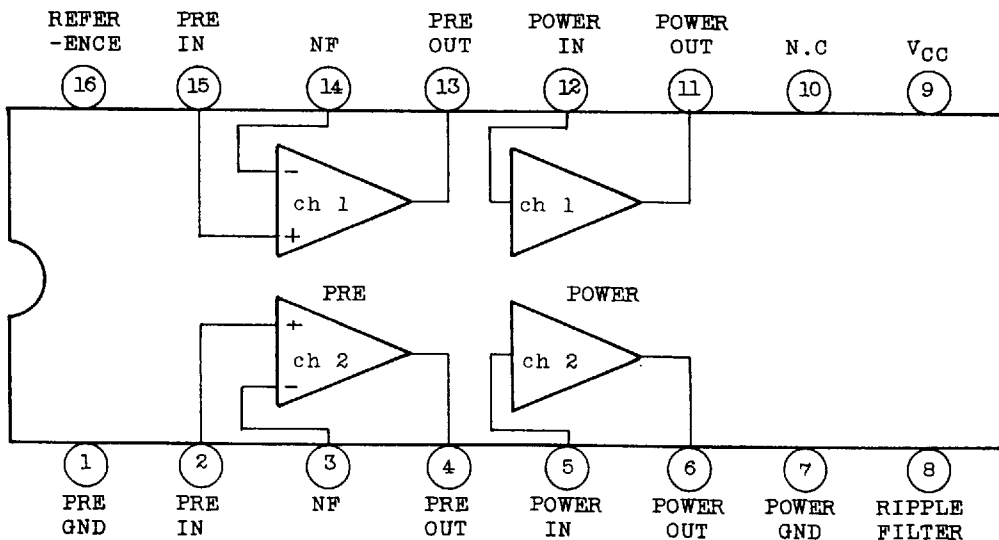 REFER
-ENCE
PRE
IN
NF
PRE
OUT
POWER
IN
POWER
OUT
N.C
VCC
16
15
14
13
12
11
10
9
−
ch 1
+
ch 1
PRE
POWER
+
ch 2
−
ch 2
1
2
3
4
5
6
7
8
PRE
GND
PRE
IN
NF
PRE
OUT
POWER
IN
POWER
OUT
POWER
GND
RIPPLE
FILTER